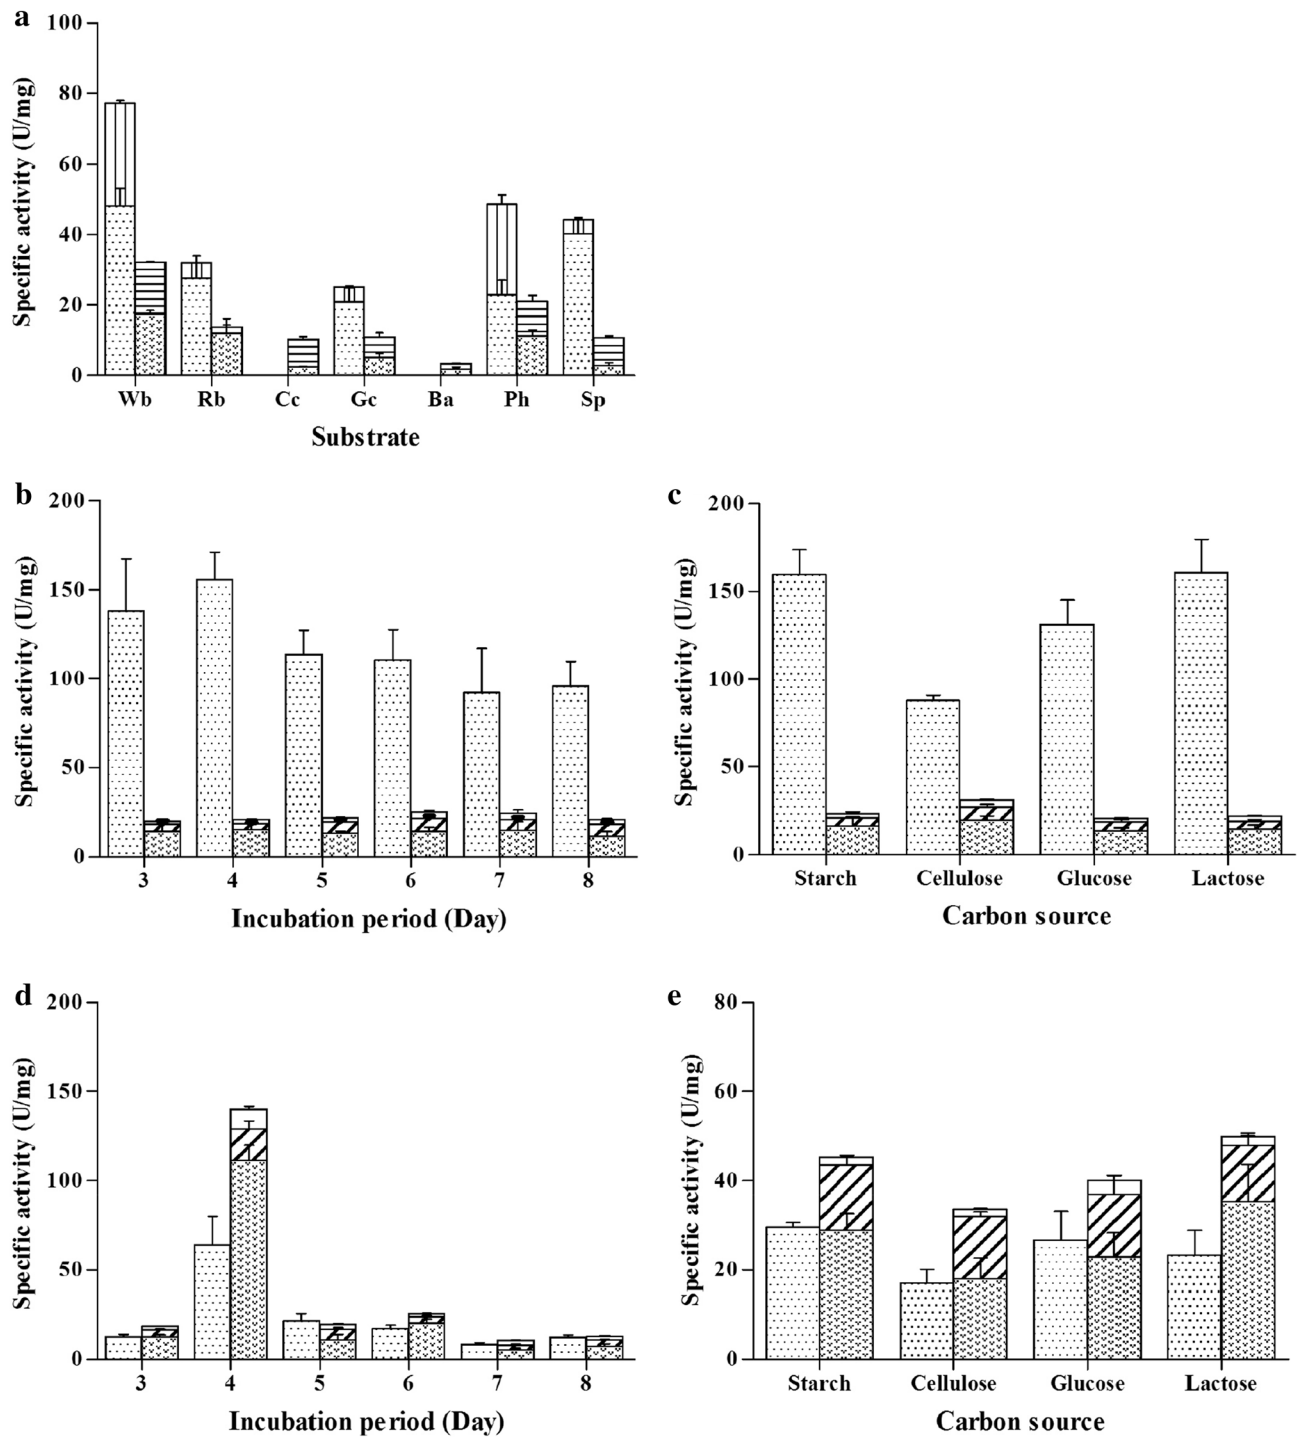 a
100
80
60
40
20
0
Specific activity (U/mg)
Wb Rb Cc Gc Ba Ph Sp
Substrate
b
200
150
100
50
0
Specific activity (U/mg)
3 4 5 6 7 8
Incubation period (Day)
c
200
150
100
50
0
Specific activity (U/mg)
Starch Cellulose Glucose Lactose
Carbon source
d
200
150
100
50
0
Specific activity (U/mg)
3 4 5 6 7 8
Incubation period (Day)
e
80
60
40
20
0
Specific activity (U/mg)
Starch Cellulose Glucose Lactose
Carbon source